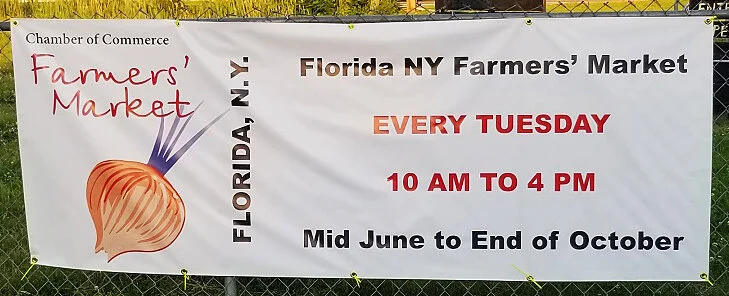 Chamber of Commerce
Farmers'
Market
FLORIDA, N.Y.
Florida NY Farmers' Market
EVERY TUESDAY
10 AM TO 4 PM
Mid June to End of October